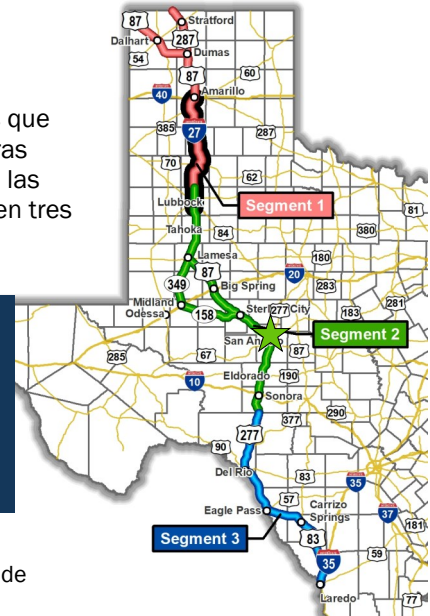 87
Stratford
Dalhart
287
54
Dumas
87
60
Amarillo
40
que
385
27
287
as
70
las
62
en tres
Lubbock
Segment 1
81
Tahoka
84
380
Lamesa
180
87
20
349
Big Spring
283
Midland
281
Odessa
158
Sterling City
277
183
Segment 2
San An
87
285
67
10
Eldorado
190
Sonora
377
290
277
90
Del Rio
83
35
57
Eagle Pass
Carrizo
Springs
37
181
Segment 3
83
59
35
de
77
Laredo